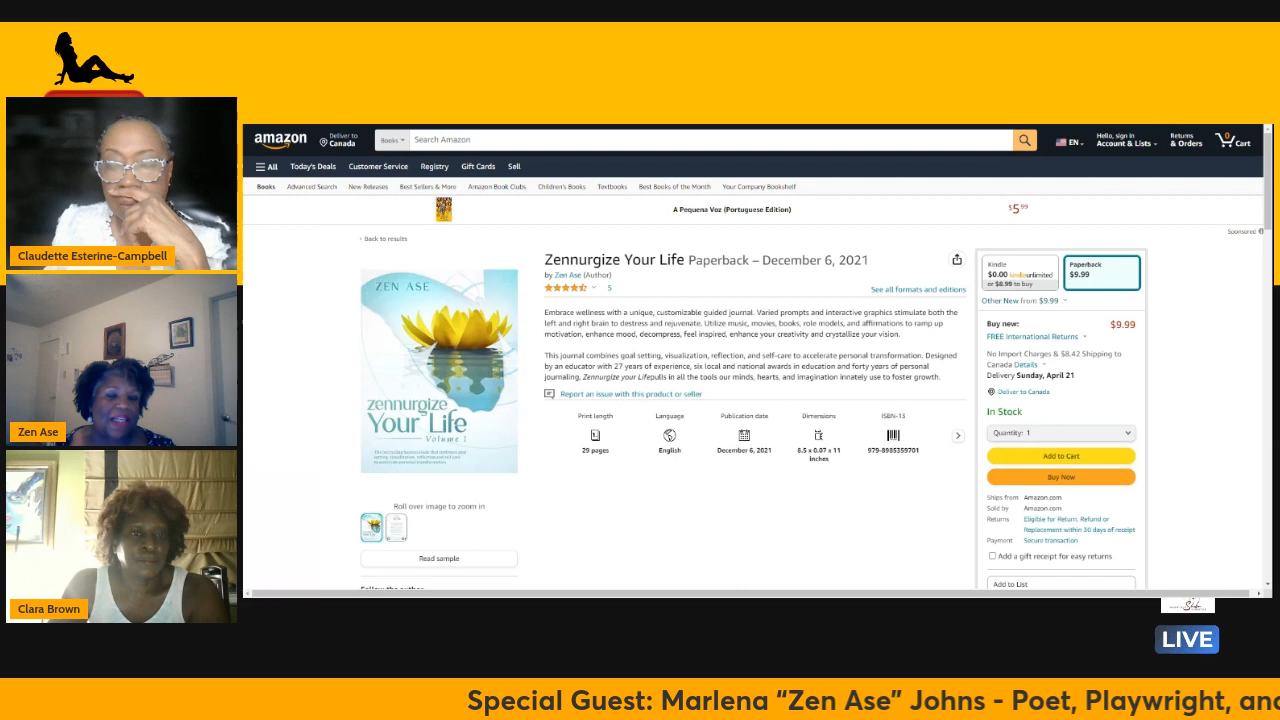 Claudette Esterine-Campbell
Zen Ase
Clara Brown
amazon
Deliver to
Canada
Books
Search Amazon
EN
Hello, sign in
Account & Lists
Returns
& Orders
0
Cart
All Today's Deals Customer Service Registry Gift Cards Sell
Books Advanced Search New Releases Best Sellers & More Amazon Book Clubs Children's Books Textbooks Best Books of the Month Your Company Bookshelf
A Pequena Voz (Portuguese Edition) $5 99
Sponsored
‹ Back to results
ZEN ASE
zennurgize
Your LIFE
Volume 1
Roll over image to zoom in
Read sample
Follow the author
Zennurgize Your Life Paperback – December 6, 2021
by Zen Ase (Author)
5
See all formats and editions
Embrace wellness with a unique, customizable guided journal. Varied prompts and interactive graphics stimulate both the
left and right brain to destress and rejuvenate. Utilize music, movies, books, role models, and affirmations to ramp up
motivation, enhance mood, decompress, feel inspired, enhance your creativity and crystallize your vision.
This journal combines goal setting, visualization, reflection, and self-care to accelerate personal transformation. Designed
by an educator with 27 years of experience, six local and national awards in education and forty years of personal
journaling, Zennurgize your Lifepulls in all the tools our minds, hearts, and imagination innately use to foster growth.
Report an issue with this product or seller
Print length
29 pages
Language
English
Publication date
December 6, 2021
Dimensions
8.5 x 0.07 x 11
inches
ISBN-13
979-8985359701
Kindle
$0.00 kindleunlimited
or $8.99 to buy
Paperback
$9.99
Other New from $9.99
Buy new: $9.99
FREE International Returns
No Import Charges & $8.42 Shipping to
Canada Details
Delivery Sunday, April 21
Deliver to Canada
In Stock
Quantity: 1
Add to Cart
Buy Now
Ships from Amazon.com
Sold by Amazon.com
Returns Eligible for Return, Refund or
Replacement within 30 days of receipt
Payment Secure transaction
Add a gift receipt for easy returns
Add to List
LIVE
Special Guest: Marlena “Zen Ase” Johns - Poet, Playwright, and